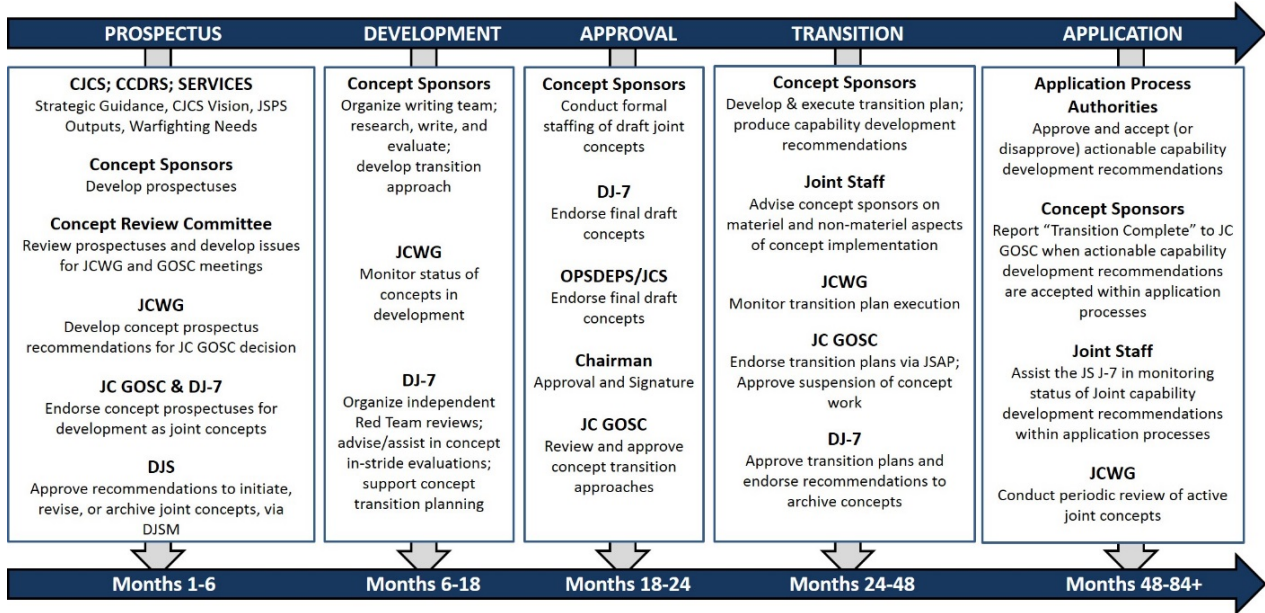 PROSPECTUS
DEVELOPMENT
APPROVAL
TRANSITION
APPLICATION
CJCS; CCDRS; SERVICES
Strategic Guidance, CJCS Vision, JSPS
Outputs, Warfighting Needs
Concept Sponsors
Develop prospectuses
Concept Review Committee
Review prospectuses and develop issues
for JCWG and GOSC meetings
JCWG
Develop concept prospectus
recommendations for JC GOSC decision
JC GOSC & DJ-7
Endorse concept prospectuses for
development as joint concepts
DJS
Approve recommendations to initiate,
revise, or archive joint concepts, via
DJSM
Concept Sponsors
Organize writing team;
research, write, and
evaluate;
develop transition
approach
JCWG
Monitor status of
concepts in
development
DJ-7
Organize independent
Red Team reviews;
advise/assist in concept
in-stride evaluations;
support concept
transition planning
Concept Sponsors
Conduct formal
staffing of draft joint
concepts
DJ-7
Endorse final draft
concepts
OPSDEPS/JCS
Endorse final draft
concepts
Chairman
Approval and Signature
JC GOSC
Review and approve
concept transition
approaches
Concept Sponsors
Develop & execute transition plan;
produce capability development
recommendations
Joint Staff
Advise concept sponsors on
materiel and non-materiel aspects
of concept implementation
JCWG
Monitor transition plan execution
JC GOSC
Endorse transition plans via JSAP;
Approve suspension of concept
work
DJ-7
Approve transition plans and
endorse recommendations to
archive concepts
Application Process
Authorities
Approve and accept (or
disapprove) actionable capability
development recommendations
Concept Sponsors
Report “Transition Complete” to JC
GOSC when actionable capability
development recommendations
are accepted within application
processes
Joint Staff
Assist the JS J-7 in monitoring
status of Joint capability
development recommendations
within application processes
JCWG
Conduct periodic review of active
joint concepts
Months 1-6
Months 6-18
Months 18-24
Months 24-48
Months 48-84+